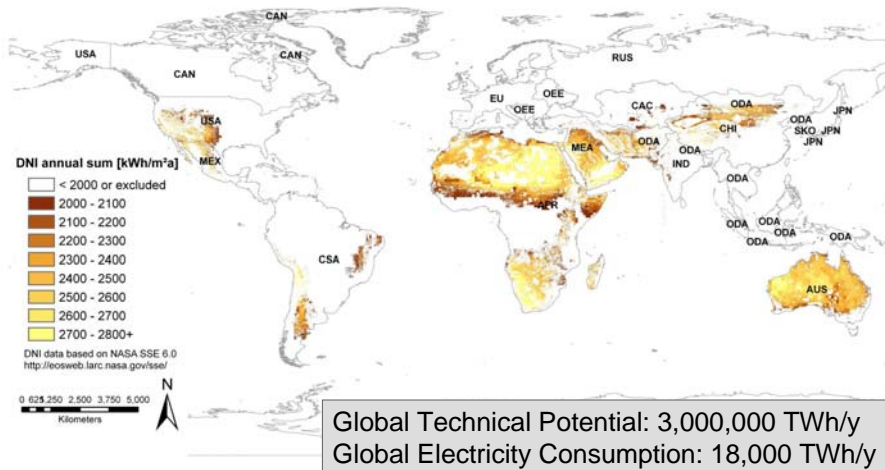 CAN
USA
CAN
CAN
RUS
EU
OEE
OEE
CAC
ODA
JPN
USA
ODA
SKO JPN
JPN
CHI
MEX
MEA
ODA
ODA
IND
ODA
AFR
ODA
ODA
ODA
ODA
ODA
CSA
AUS
DNI annual sum [kWh/m²a]
< 2000 or excluded
2000 - 2100
2100 - 2200
2200 - 2300
2300 - 2400
2400 - 2500
2500 - 2600
2600 - 2700
2700 - 2800+
DNI data based on NASA SSE 6.0
http://eosweb.larc.nasa.gov/sse/
N
0 625 1,250 2,500 3,750 5,000
Kilometers
Global Technical Potential: 3,000,000 TWh/y
Global Electricity Consumption: 18,000 TWh/y